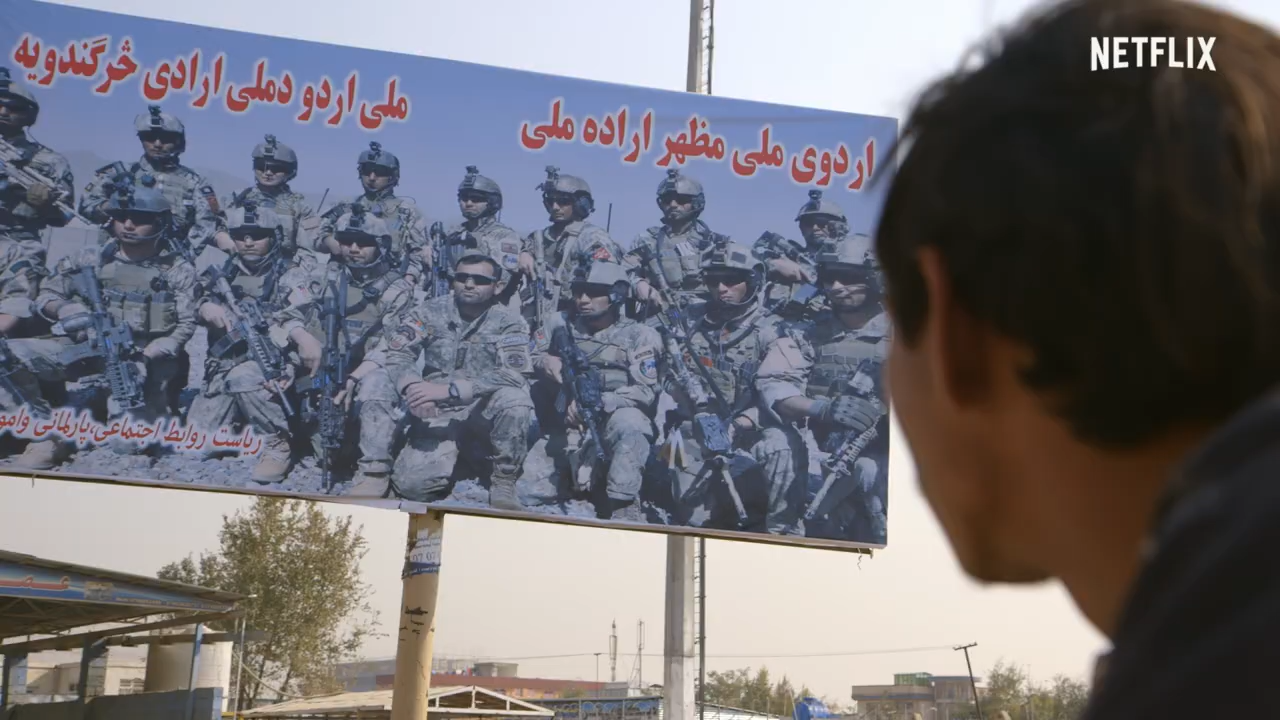 NETFLIX
اردوی ملی مظهر اراده ملی
ملی اردو دملی ارادی څرګندویه
ریاست روابط اجتماعی،پارلمانی وامو